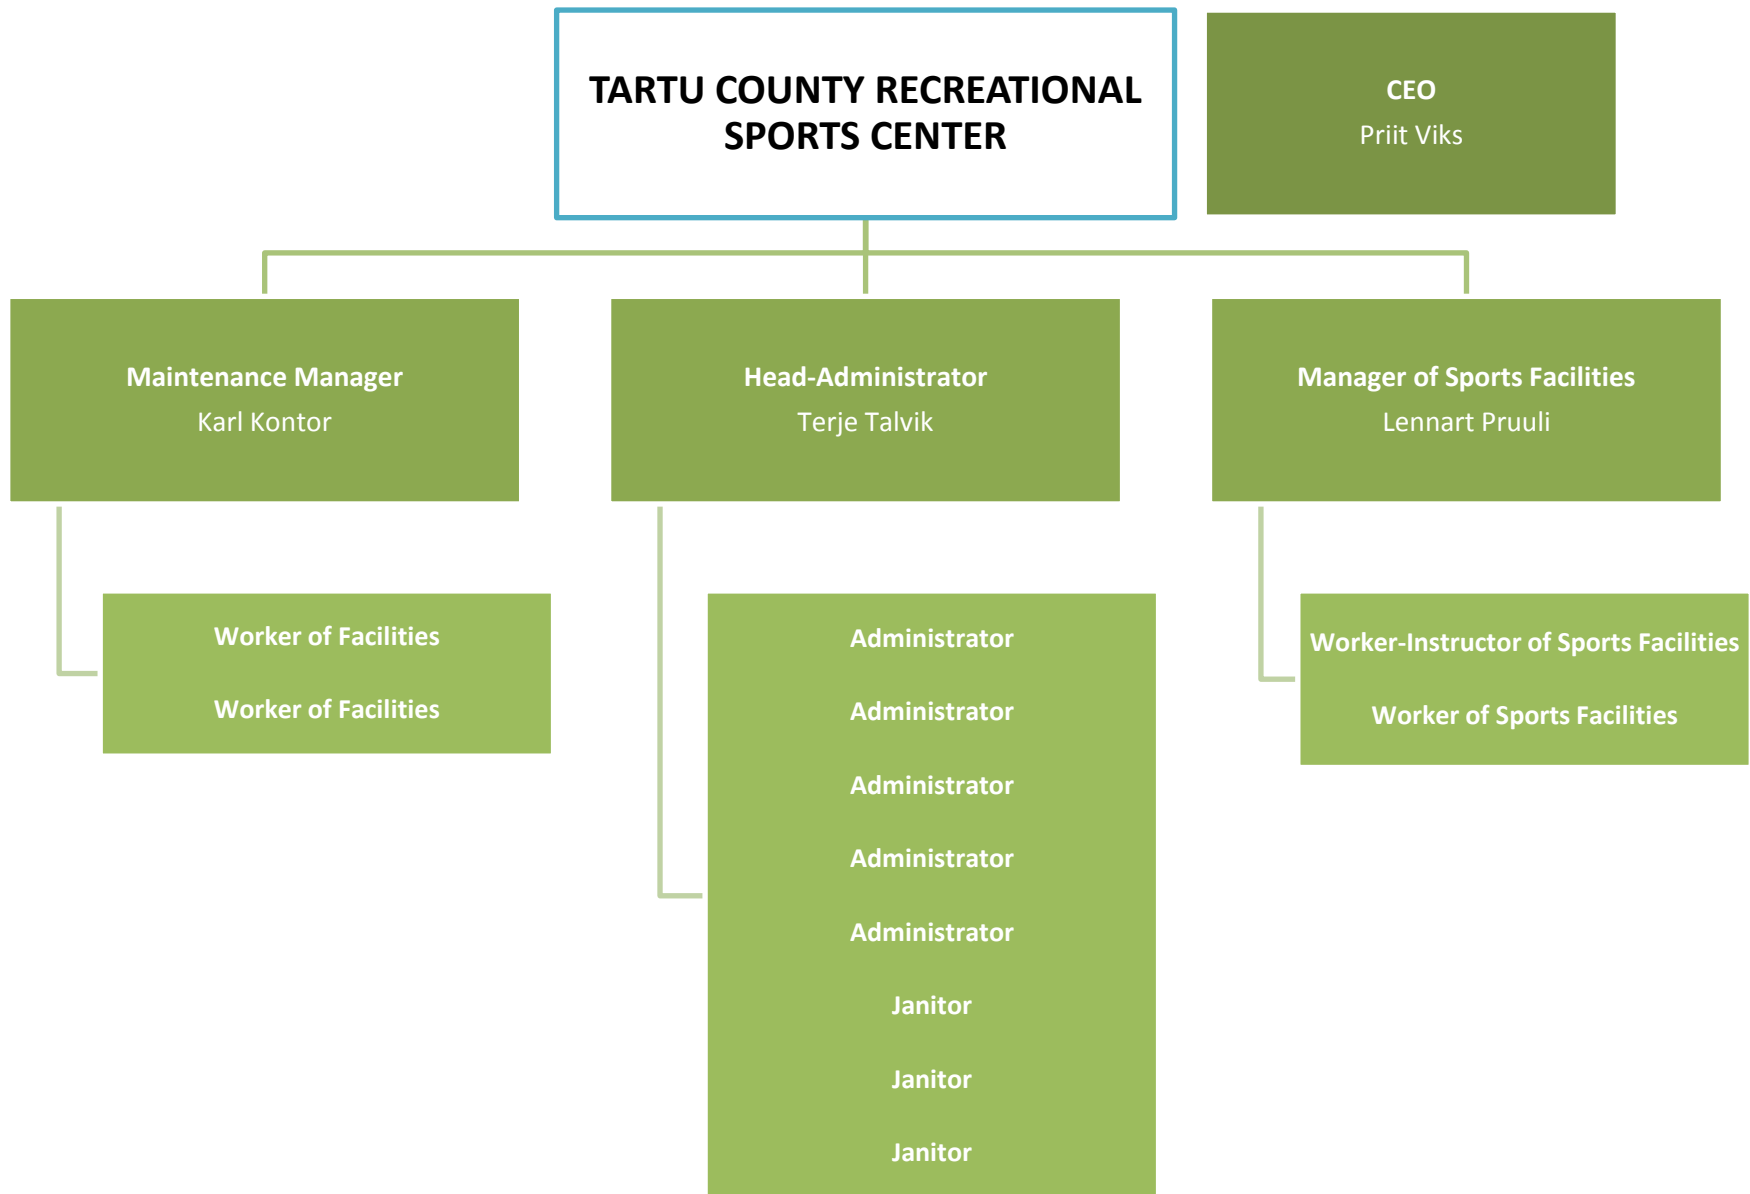 TARTU COUNTY RECREATIONAL
SPORTS CENTER
CEO
Priit Viks
Maintenance Manager
Karl Kontor
Head-Administrator
Terje Talvik
Manager of Sports Facilities
Lennart Pruuli
Worker of Facilities
Worker of Facilities
Administrator
Administrator
Administrator
Administrator
Administrator
Janitor
Janitor
Janitor
Worker-Instructor of Sports Facilities
Worker of Sports Facilities